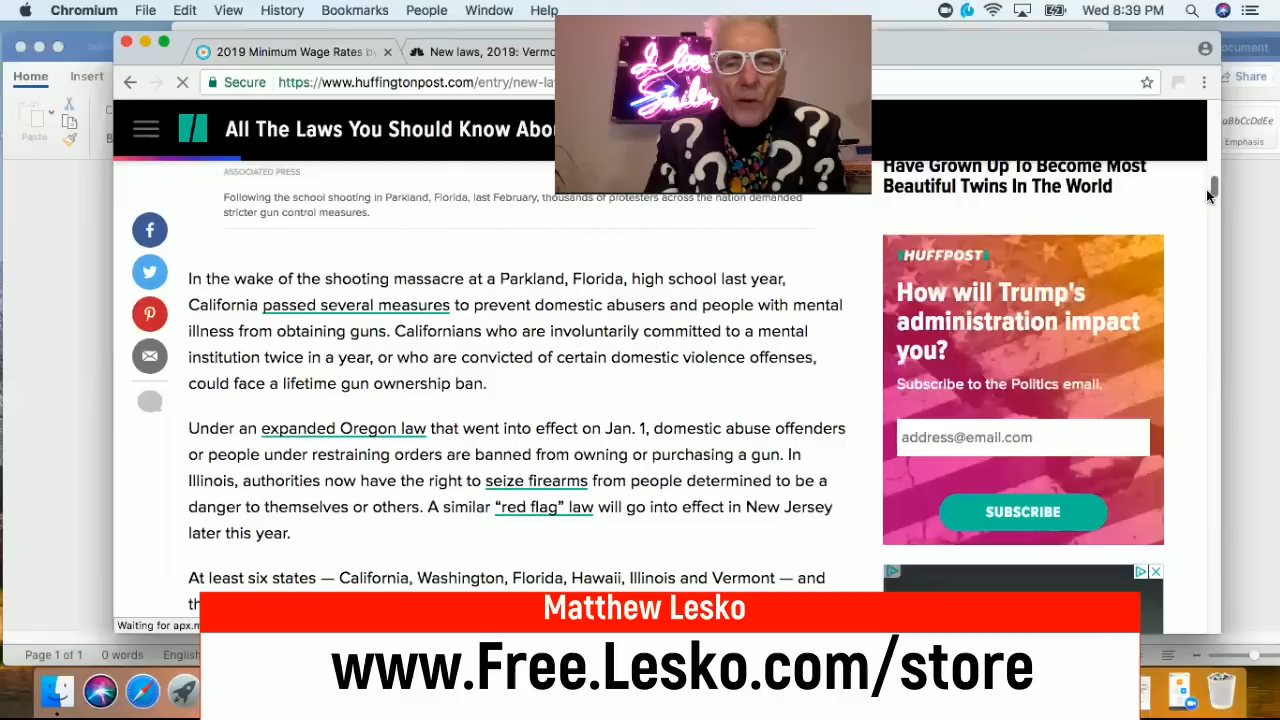 Chrome File Edit View History Bookmarks People Window Help Wed 8:39 PM
2019 Minimum Wage Rates by
New laws, 2019: Vermo
Secure https://www.huffingtonpost.com/entry/new-la
Home Insert
Share
Paste
AaBbCcDdEe
Emphasis
All The Laws You Should Know Abo
I love
Smiles
? ? ? ?
ASSOCIATED PRESS
Following the school shooting in Parkland, Florida, last February, thousands of protesters across the nation demanded
stricter gun control measures.
Have Grown Up To Become Most
Beautiful Twins In The World
In the wake of the shooting massacre at a Parkland, Florida, high school last year,
California passed several measures to prevent domestic abusers and people with mental
illness from obtaining guns. Californians who are involuntarily committed to a mental
institution twice in a year, or who are convicted of certain domestic violence offenses,
could face a lifetime gun ownership ban.
Under an expanded Oregon law that went into effect on Jan. 1, domestic abuse offenders
or people under restraining orders are banned from owning or purchasing a gun. In
Illinois, authorities now have the right to seize firearms from people determined to be a
danger to themselves or others. A similar “red flag” law will go into effect in New Jersey
later this year.
At least six states — California, Washington, Florida, Hawaii, Illinois and Vermont — and
HUFFPOST
How will Trump's
administration impact
you?
Subscribe to the Politics email.
address@email.com
SUBSCRIBE
Waiting for apx.m
Page 1 of 1 0 words English
Matthew Lesko
www.Free.Lesko.com/store